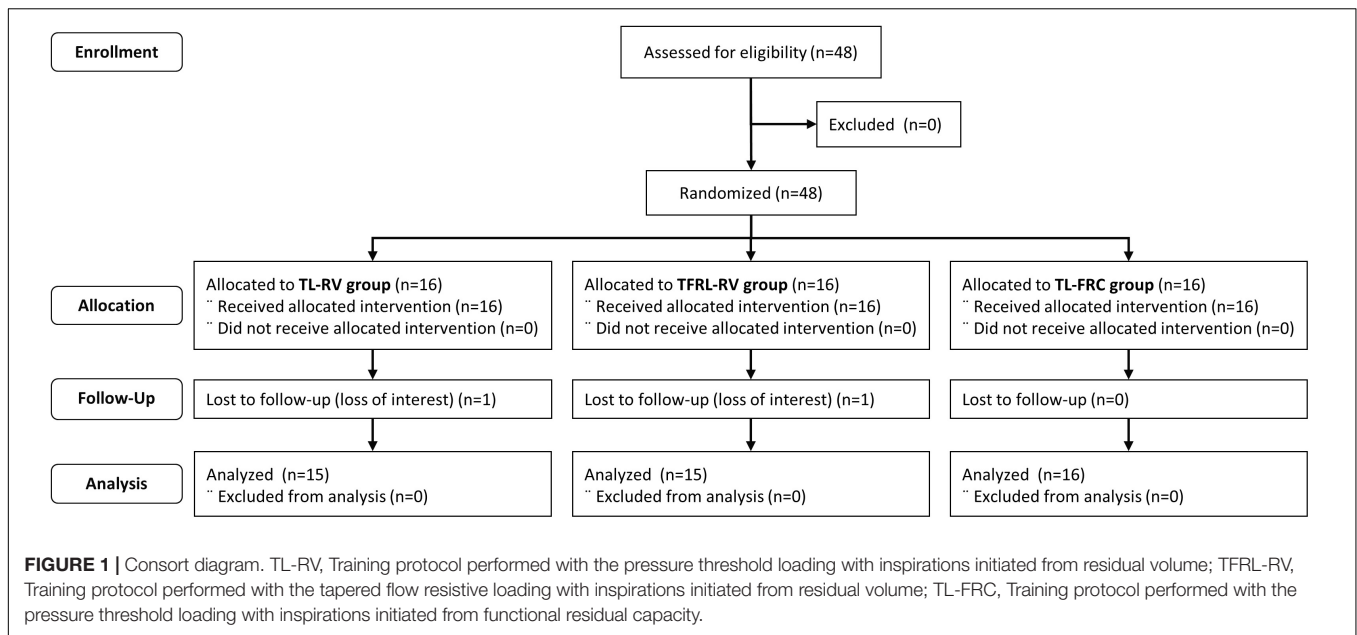 Enrollment
Assessed for eligibility (n=48)
Excluded (n=0)
Randomized (n=48)
Allocation
Allocated to TL-RV group (n=16)
¨ Received allocated intervention (n=16)
¨ Did not receive allocated intervention (n=0)
Allocated to TFRL-RV group (n=16)
¨ Received allocated intervention (n=16)
¨ Did not receive allocated intervention (n=0)
Allocated to TL-FRC group (n=16)
¨ Received allocated intervention (n=16)
¨ Did not receive allocated intervention (n=0)
Follow-Up
Lost to follow-up (loss of interest) (n=1)
Lost to follow-up (loss of interest) (n=1)
Lost to follow-up (n=0)
Analysis
Analyzed (n=15)
¨ Excluded from analysis (n=0)
Analyzed (n=15)
¨ Excluded from analysis (n=0)
Analyzed (n=16)
¨ Excluded from analysis (n=0)
FIGURE 1 | Consort diagram. TL-RV, Training protocol performed with the pressure threshold loading with inspirations initiated from residual volume; TFRL-RV,
Training protocol performed with the tapered flow resistive loading with inspirations initiated from residual volume; TL-FRC, Training protocol performed with the
pressure threshold loading with inspirations initiated from functional residual capacity.